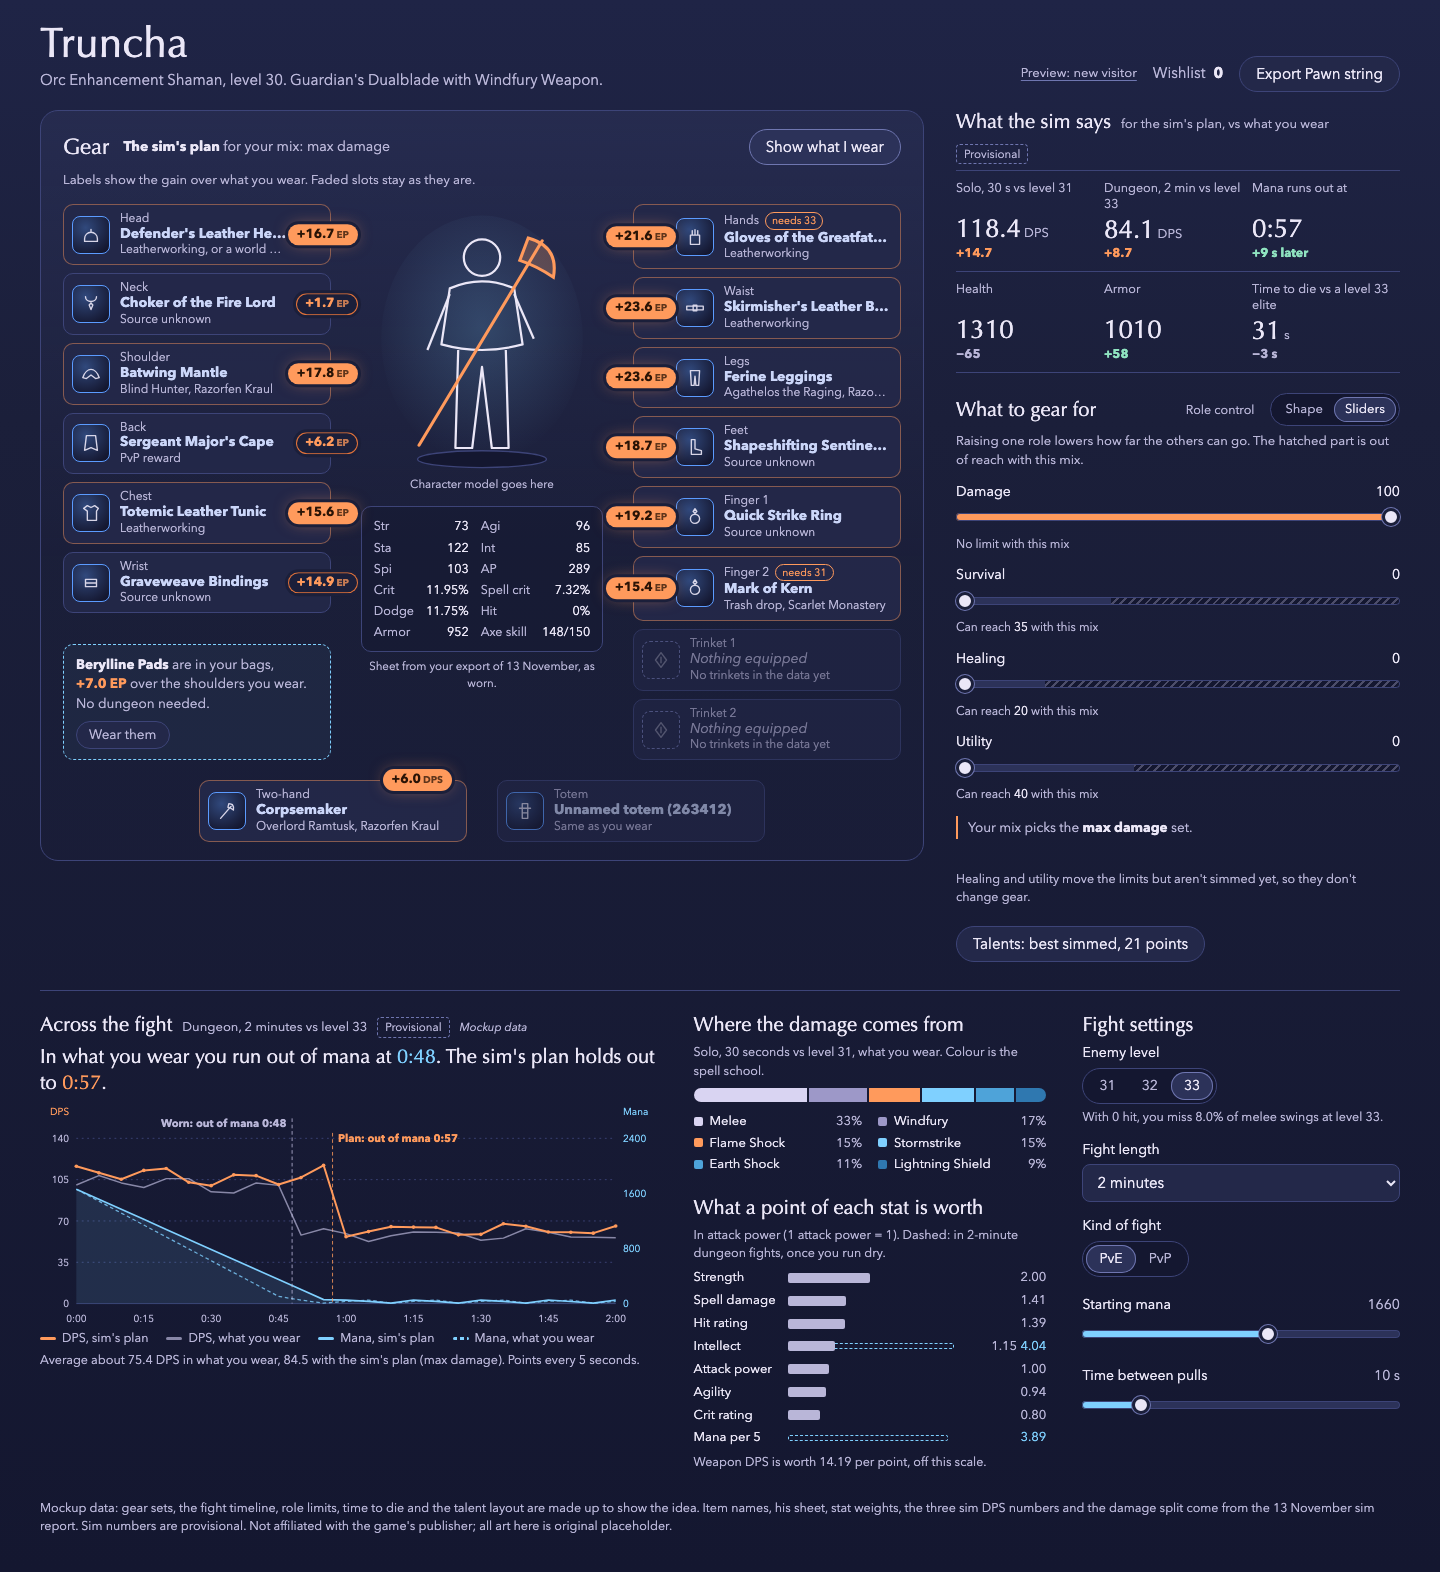 Truncha
Orc Enhancement Shaman, level 30. Guardian's Dualblade with Windfury Weapon.
Preview: new visitor
Wishlist 0
Export Pawn string
Gear
The sim's plan for your mix: max damage
Show what I wear
Labels show the gain over what you wear. Faded slots stay as they are.
Head
Defender's Leather He...
Leatherworking, or a world ...
+16.7 EP
Neck
Choker of the Fire Lord
Source unknown
+1.7 EP
Shoulder
Batwing Mantle
Blind Hunter, Razorfen Kraul
+17.8 EP
Back
Sergeant Major's Cape
PvP reward
+6.2 EP
Chest
Totemic Leather Tunic
Leatherworking
+15.6 EP
Wrist
Graveweave Bindings
Source unknown
+14.9 EP
Berylline Pads are in your bags,
+7.0 EP over the shoulders you wear.
No dungeon needed.
Wear them
Character model goes here
Str 73 Agi 96
Sta 122 Int 85
Spi 103 AP 289
Crit 11.95% Spell crit 7.32%
Dodge 11.75% Hit 0%
Armor 952 Axe skill 148/150
Sheet from your export of 13 November, as
worn.
+21.6 EP
Hands needs 33
Gloves of the Greatfat...
Leatherworking
+23.6 EP
Waist
Skirmisher's Leather B...
Leatherworking
+23.6 EP
Legs
Ferine Leggings
Agathelos the Raging, Razo...
+18.7 EP
Feet
Shapeshifting Sentine...
Source unknown
+19.2 EP
Finger 1
Quick Strike Ring
Source unknown
+15.4 EP
Finger 2 needs 31
Mark of Kern
Trash drop, Scarlet Monastery
Trinket 1
Nothing equipped
No trinkets in the data yet
Trinket 2
Nothing equipped
No trinkets in the data yet
+6.0 DPS
Two-hand
Corpsemaker
Overlord Ramtusk, Razorfen Kraul
Totem
Unnamed totem (263412)
Same as you wear
What the sim says for the sim's plan, vs what you wear
Provisional
Solo, 30 s vs level 31
118.4 DPS
+14.7
Dungeon, 2 min vs level
33
84.1 DPS
+8.7
Mana runs out at
0:57
+9 s later
Health
1310
−65
Armor
1010
+58
Time to die vs a level 33
elite
31 s
−3 s
What to gear for
Role control
Shape
Sliders
Raising one role lowers how far the others can go. The hatched part is out
of reach with this mix.
Damage 100
No limit with this mix
Survival 0
Can reach 35 with this mix
Healing 0
Can reach 20 with this mix
Utility 0
Can reach 40 with this mix
Your mix picks the max damage set.
Healing and utility move the limits but aren't simmed yet, so they don't
change gear.
Talents: best simmed, 21 points
Across the fight Dungeon, 2 minutes vs level 33 Provisional Mockup data
In what you wear you run out of mana at 0:48. The sim's plan holds out
to 0:57.
DPS
Mana
Worn: out of mana 0:48
Plan: out of mana 0:57
140
105
70
35
0
2400
1600
800
0
0:00 0:15 0:30 0:45 1:00 1:15 1:30 1:45 2:00
DPS, sim's plan DPS, what you wear Mana, sim's plan Mana, what you wear
Average about 75.4 DPS in what you wear, 84.5 with the sim's plan (max damage). Points every 5 seconds.
Where the damage comes from
Solo, 30 seconds vs level 31, what you wear. Colour is the
spell school.
Melee 33% Windfury 17%
Flame Shock 15% Stormstrike 15%
Earth Shock 11% Lightning Shield 9%
What a point of each stat is worth
In attack power (1 attack power = 1). Dashed: in 2-minute
dungeon fights, once you run dry.
Strength 2.00
Spell damage 1.41
Hit rating 1.39
Intellect 1.15 4.04
Attack power 1.00
Agility 0.94
Crit rating 0.80
Mana per 5 3.89
Weapon DPS is worth 14.19 per point, off this scale.
Fight settings
Enemy level
31 32 33
With 0 hit, you miss 8.0% of melee swings at level 33.
Fight length
2 minutes
Kind of fight
PvE PvP
Starting mana 1660
Time between pulls 10 s
Mockup data: gear sets, the fight timeline, role limits, time to die and the talent layout are made up to show the idea. Item names, his sheet, stat weights, the three sim DPS numbers and the damage split come from the 13 November sim
report. Sim numbers are provisional. Not affiliated with the game's publisher; all art here is original placeholder.